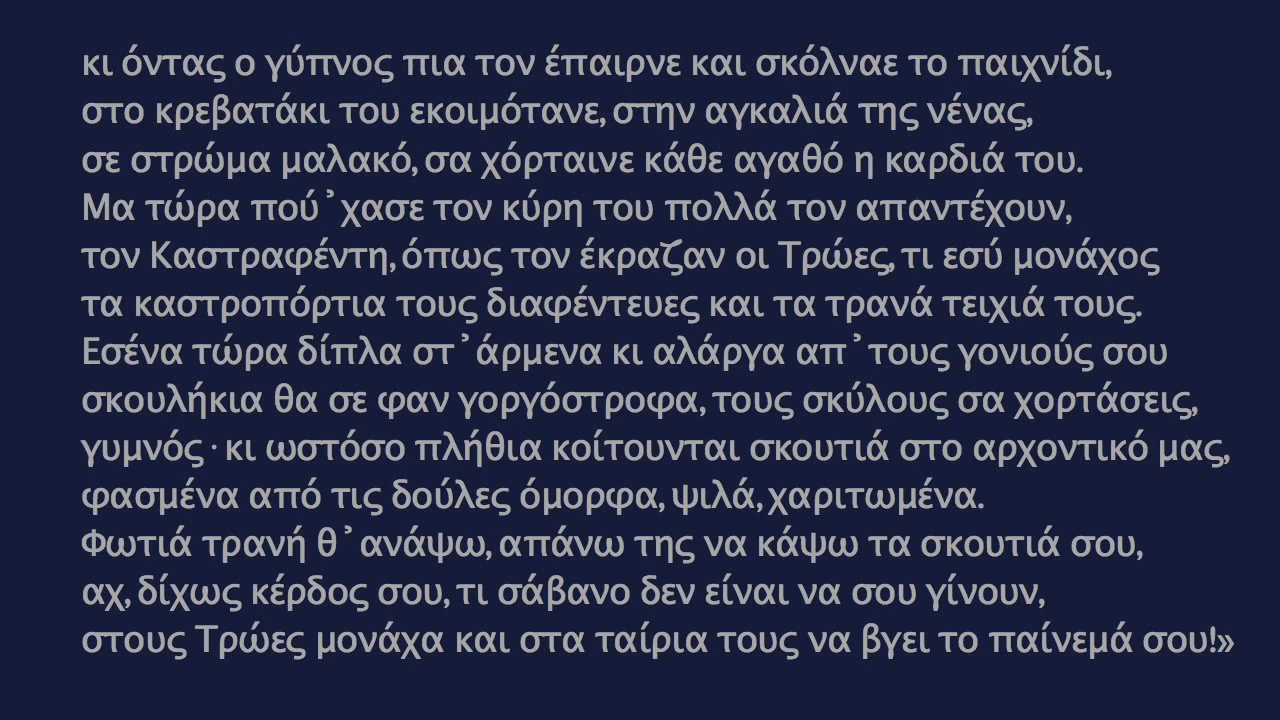 κι όντας ο γύπνος πια τον έπαιρνε και σκόλναε το παιχνίδι,
στο κρεβατάκι του εκοιμότανε, στην αγκαλιά της νένας,
σε στρώμα μαλακό, σα χόρταινε κάθε αγαθό η καρδιά του.
Μα τώρα πού ᾿χασε τον κύρη του πολλά τον απαντέχουν,
τον Καστραφέντη, όπως τον έκραζαν οι Τρώες, τι εσύ μονάχος
τα καστροπόρτια τους διαφέντευες και τα τρανά τειχιά τους.
Εσένα τώρα δίπλα στ ᾿ άρμενα κι αλάργα απ ᾿ τους γονιούς σου
σκουλήκια θα σε φαν γοργόστροφα, τους σκύλους σα χορτάσεις,
γυμνός · κι ωστόσο πλήθια κοίτουνται σκουτιά στο αρχοντικό μας,
φασμένα από τις δούλες όμορφα, ψιλά, χαριτωμένα.
Φωτιά τρανή θ ᾿ ανάψω, απάνω της να κάψω τα σκουτιά σου,
αχ, δίχως κέρδος σου, τι σάβανο δεν είναι να σου γίνουν,
στους Τρώες μονάχα και στα ταίρια τους να βγει το παίνεμά σου!»